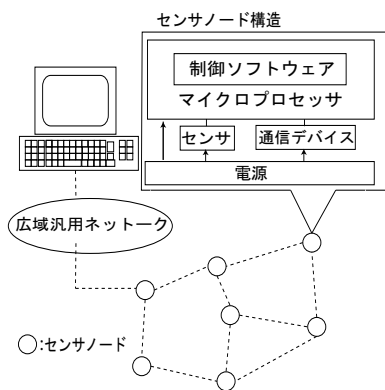 センサノード構造
制御ソフトウェア
マイクロプロセッサ
センサ
通信デバイス
電源
広域汎用ネットーク
:センサノード